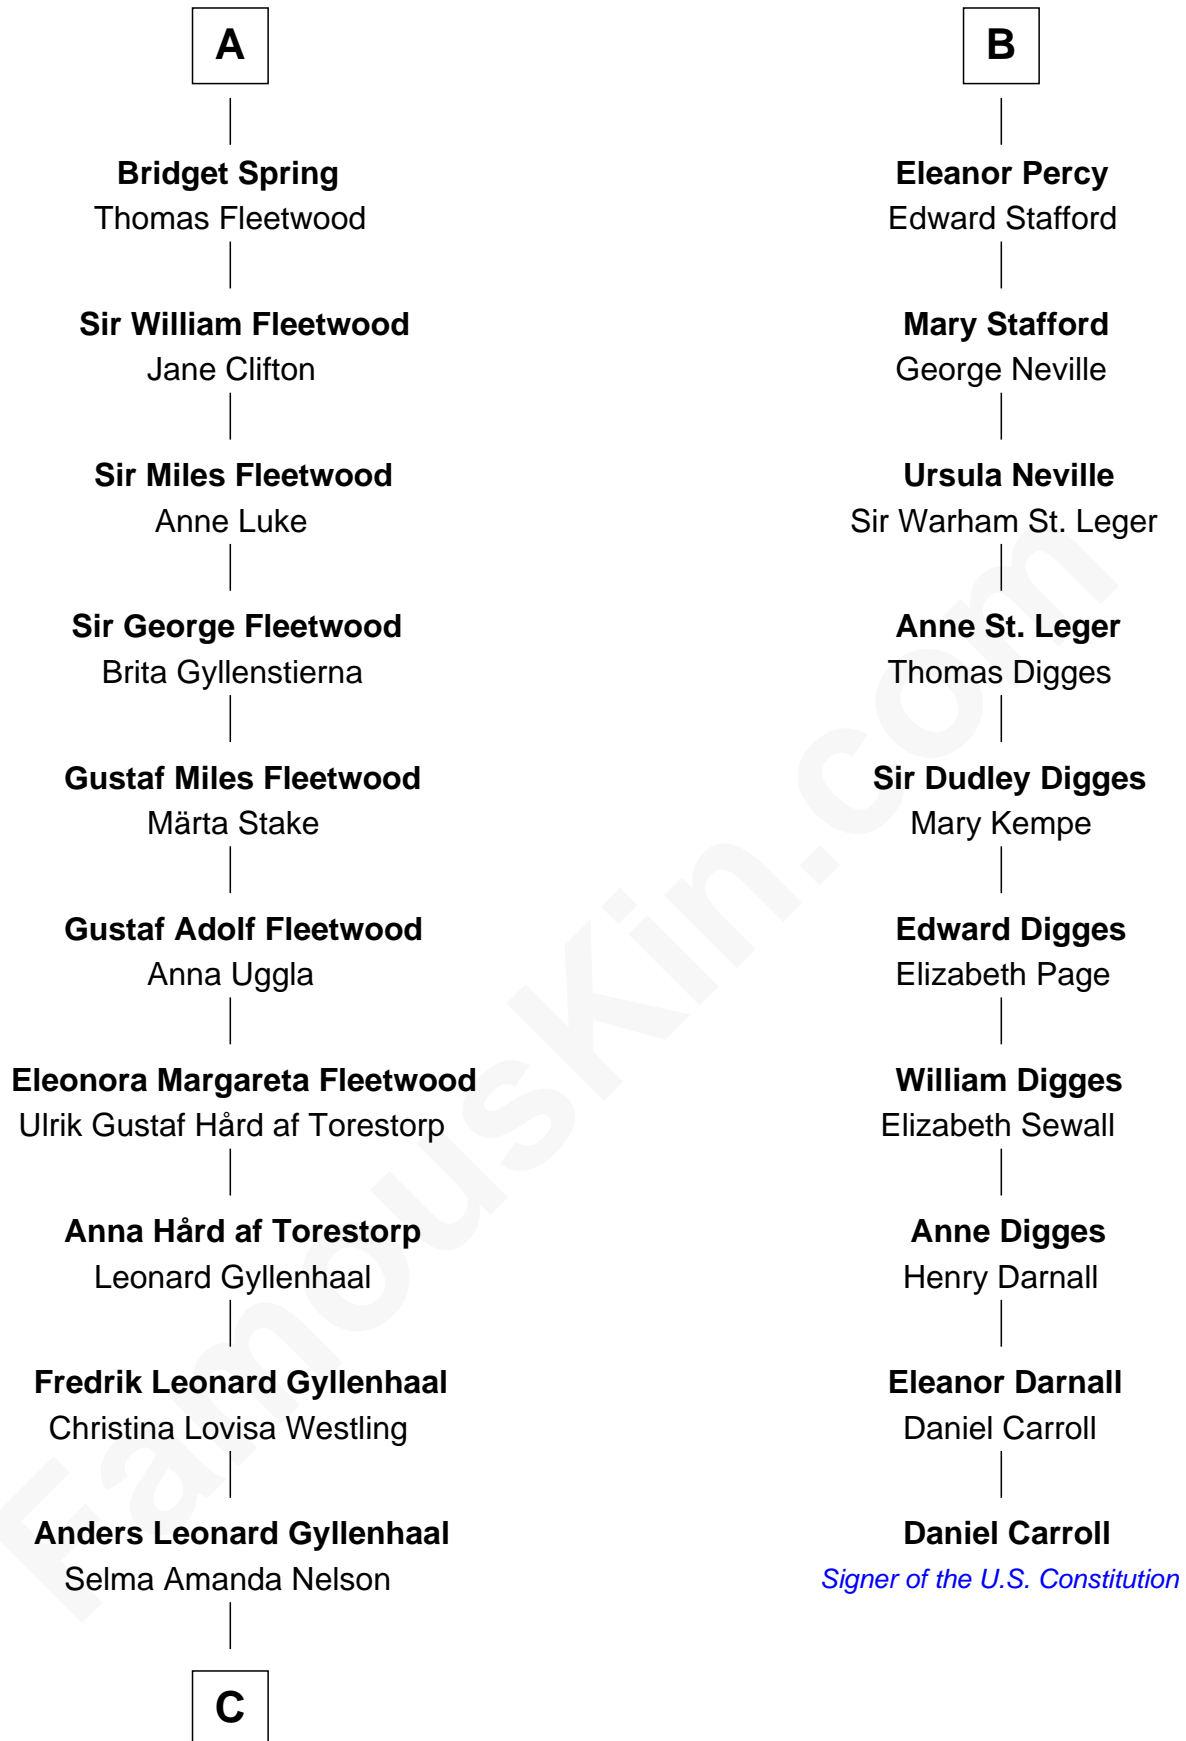 A
Bridget Spring
Thomas Fleetwood
Sir William Fleetwood
Jane Clifton
Sir Miles Fleetwood
Anne Luke
Sir George Fleetwood
Brita Gyllenstierna
Gustaf Miles Fleetwood
Märta Stake
Gustaf Adolf Fleetwood
Anna Uggla
Eleonora Margareta Fleetwood
Ulrik Gustaf Hård af Torestorp
Anna Hård af Torestorp
Leonard Gyllenhaal
Fredrik Leonard Gyllenhaal
Christina Lovisa Westling
Anders Leonard Gyllenhaal
Selma Amanda Nelson
C
B
Eleanor Percy
Edward Stafford
Mary Stafford
George Neville
Ursula Neville
Sir Warham St. Leger
Anne St. Leger
Thomas Digges
Sir Dudley Digges
Mary Kempe
Edward Digges
Elizabeth Page
William Digges
Elizabeth Sewall
Anne Digges
Henry Darnall
Eleanor Darnall
Daniel Carroll
Daniel Carroll
Signer of the U.S. Constitution
FamousKin.com